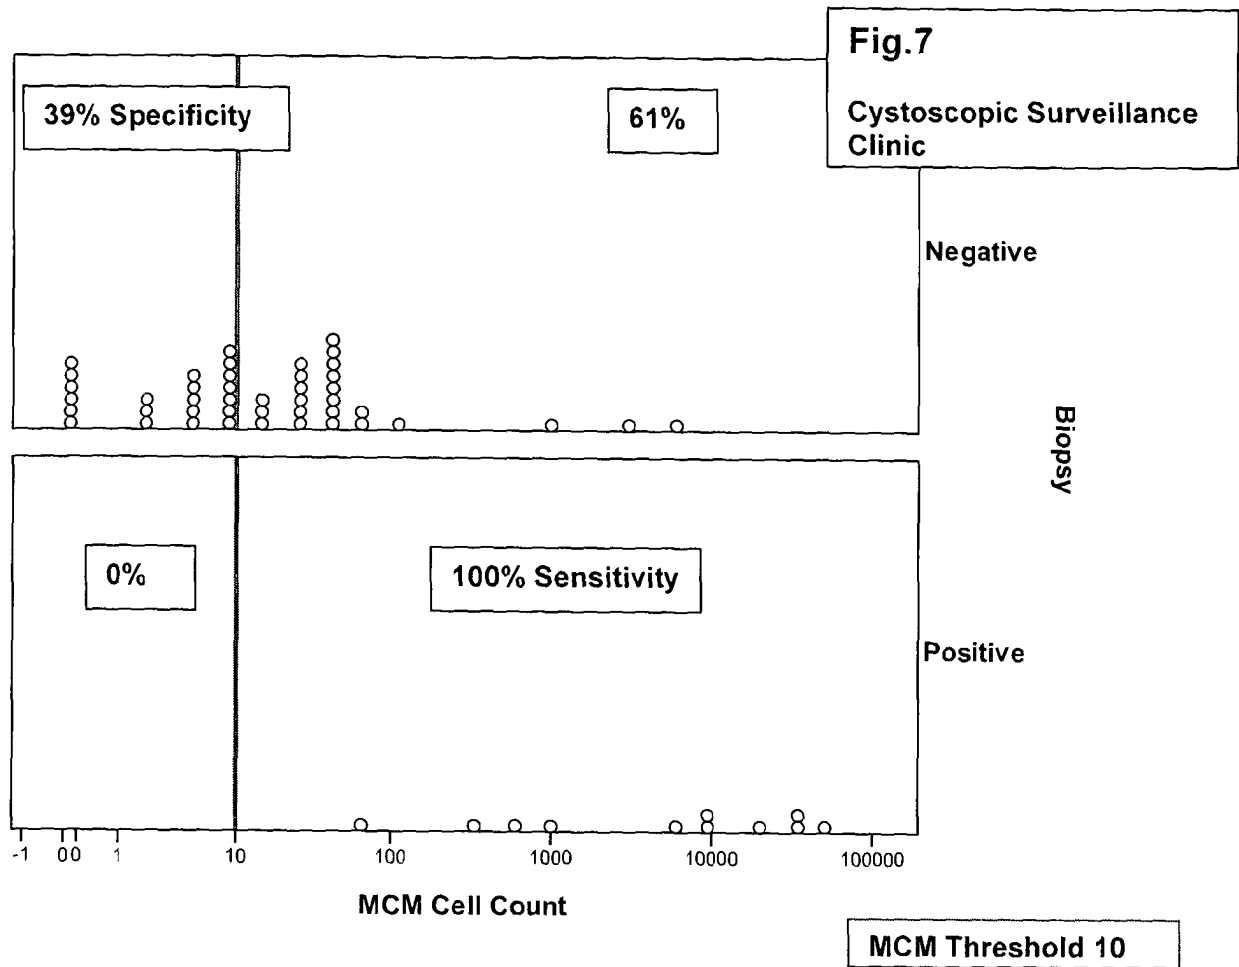 Fig.7
Cystoscopic Surveillance
Clinic
39% Specificity
61%
Negative
Biopsy
0%
100% Sensitivity
Positive
-1 0 0 1 10 100 1000 10000 100000
MCM Cell Count
MCM Threshold 10